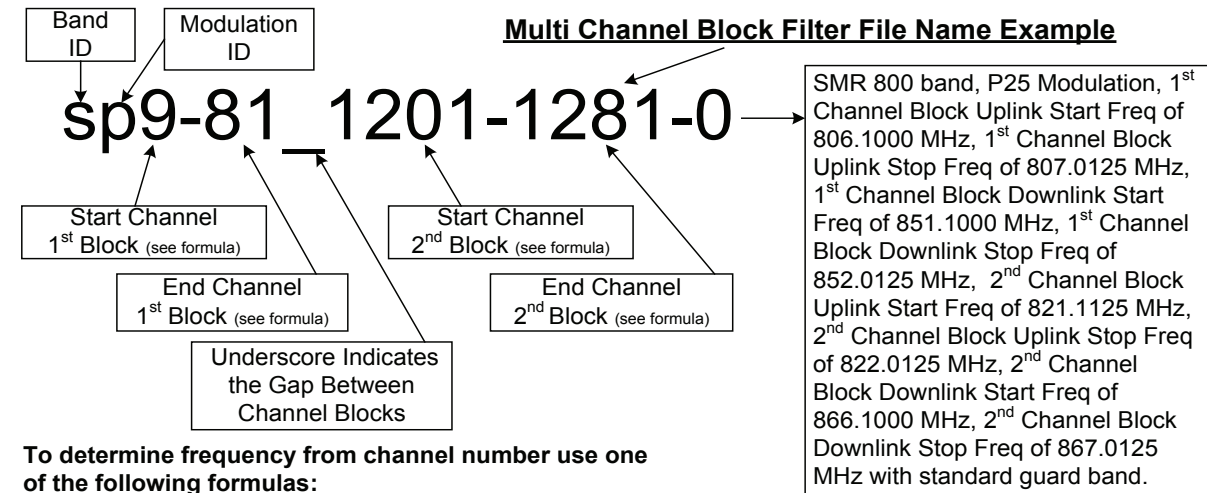 Band
ID
Modulation
ID
Multi Channel Block Filter File Name Example
sp9-81_1201-1281-0
Start Channel
1st Block (see formula)
Start Channel
2nd Block (see formula)
End Channel
1st Block (see formula)
End Channel
2nd Block (see formula)
Underscore Indicates
the Gap Between
Channel Blocks
SMR 800 band, P25 Modulation, 1st
Channel Block Uplink Start Freq of
806.1000 MHz, 1st Channel Block
Uplink Stop Freq of 807.0125 MHz,
1st Channel Block Downlink Start
Freq of 851.1000 MHz, 1st Channel
Block Downlink Stop Freq of
852.0125 MHz, 2nd Channel Block
Uplink Start Freq of 821.1125 MHz,
2nd Channel Block Uplink Stop Freq
of 822.0125 MHz, 2nd Channel
Block Downlink Start Freq of
866.1000 MHz, 2nd Channel Block
Downlink Stop Freq of 867.0125
MHz with standard guard band.
To determine frequency from channel number use one
of the following formulas: